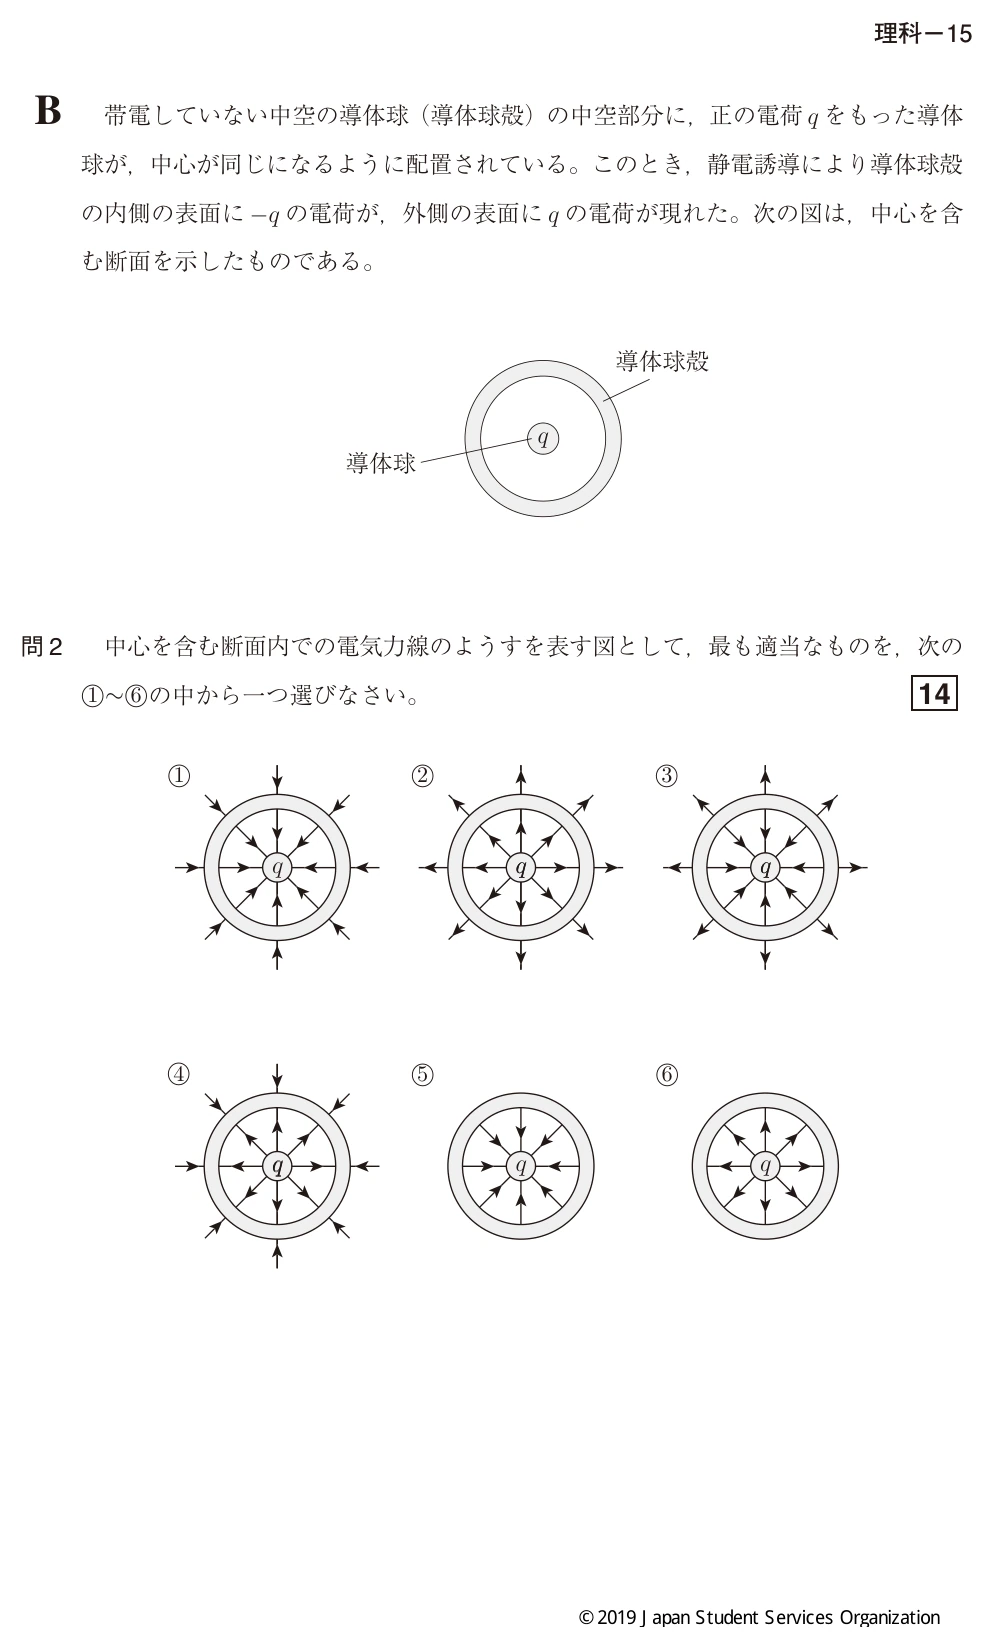 理科－15
B 帯電していない中空の導体球（導体球殻）の中空部分に，正の電荷 q をもった導体
球が，中心が同じになるように配置されている。このとき，静電誘導により導体球殻
の内側の表面に −q の電荷が，外側の表面に q の電荷が現れた。次の図は，中心を含
む断面を示したものである。
導体球殻
q
導体球
問2 中心を含む断面内での電気力線のようすを表す図として，最も適当なものを，次の
①～⑥の中から一つ選びなさい。 14
① ② ③
q q q
④ ⑤ ⑥
q q q
© 2019 Japan Student Services Organization